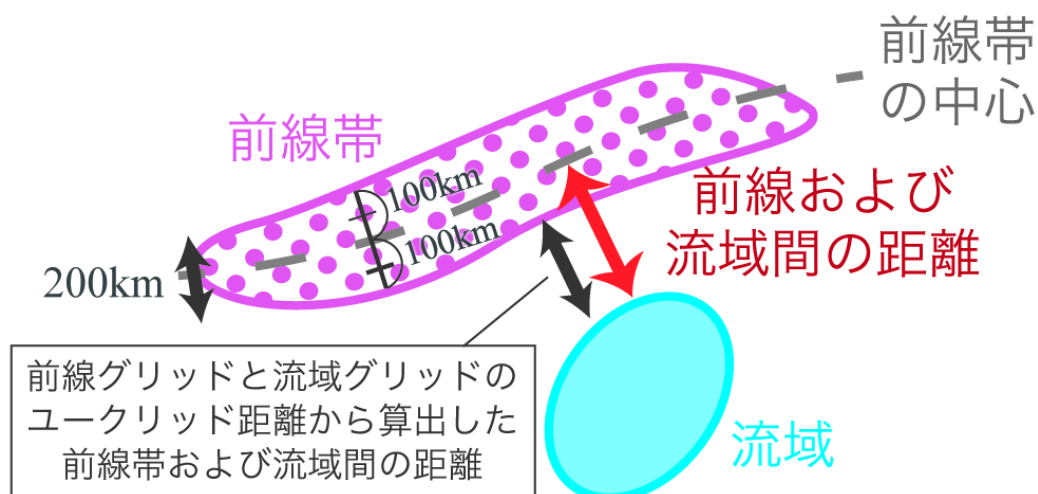 前線帯
の中心
前線帯
100km
100km
200km
前線および
流域間の距離
前線グリッドと流域グリッドの
ユークリッド距離から算出した
前線帯および流域間の距離
流域